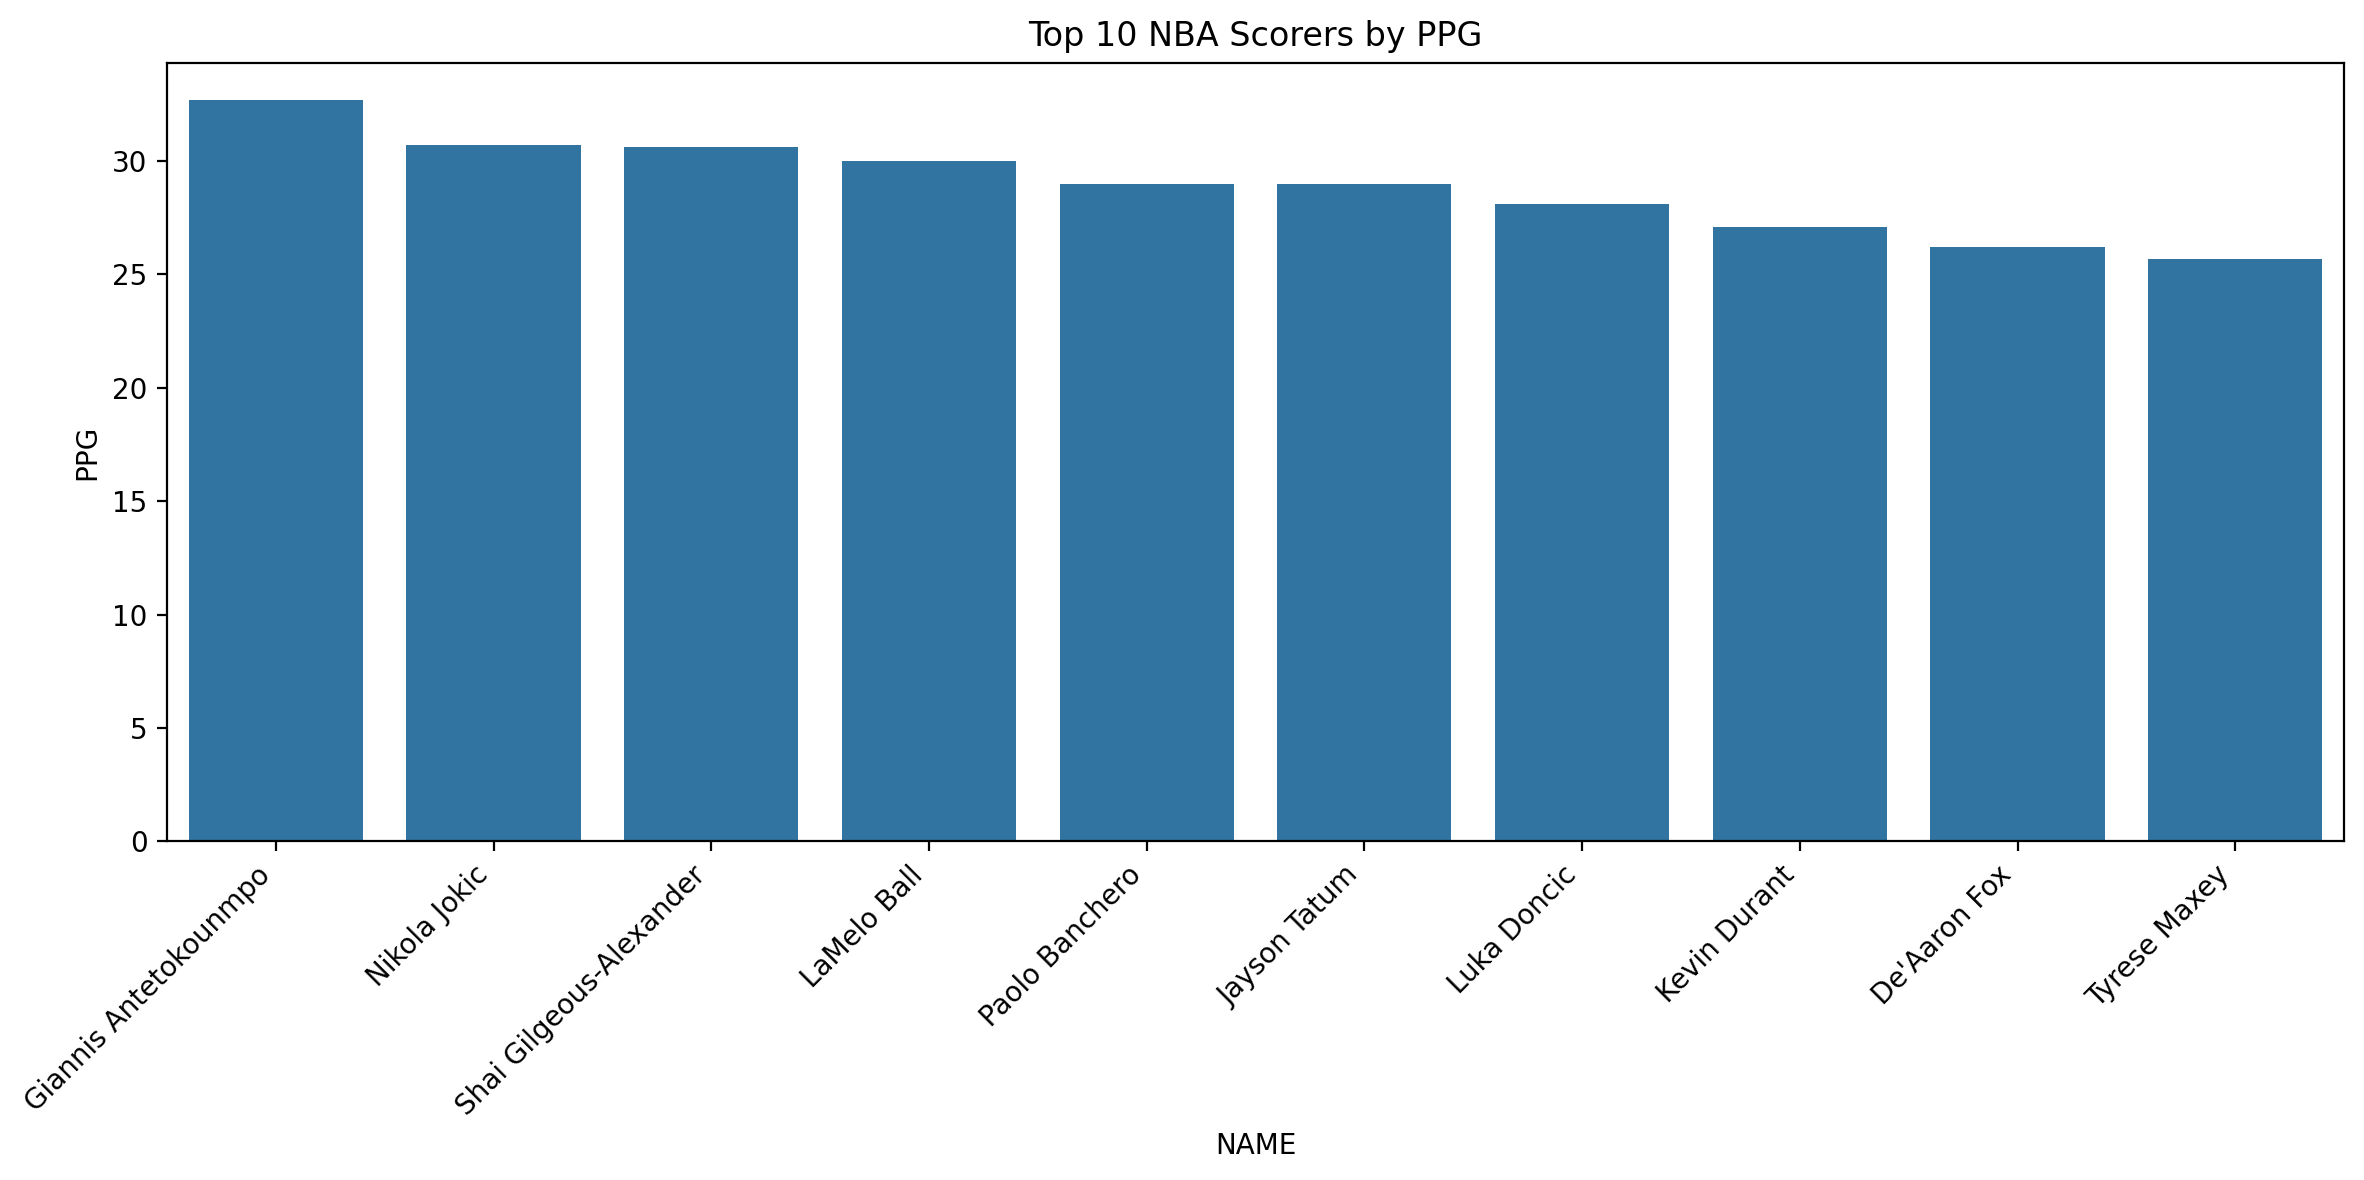 Top 10 NBA Scorers by PPG
PPG
30
25
20
15
10
5
0
Giannis Antetokounmpo
Nikola Jokic
Shai Gilgeous-Alexander
LaMelo Ball
Paolo Banchero
Jayson Tatum
Luka Doncic
Kevin Durant
De'Aaron Fox
Tyrese Maxey
NAME